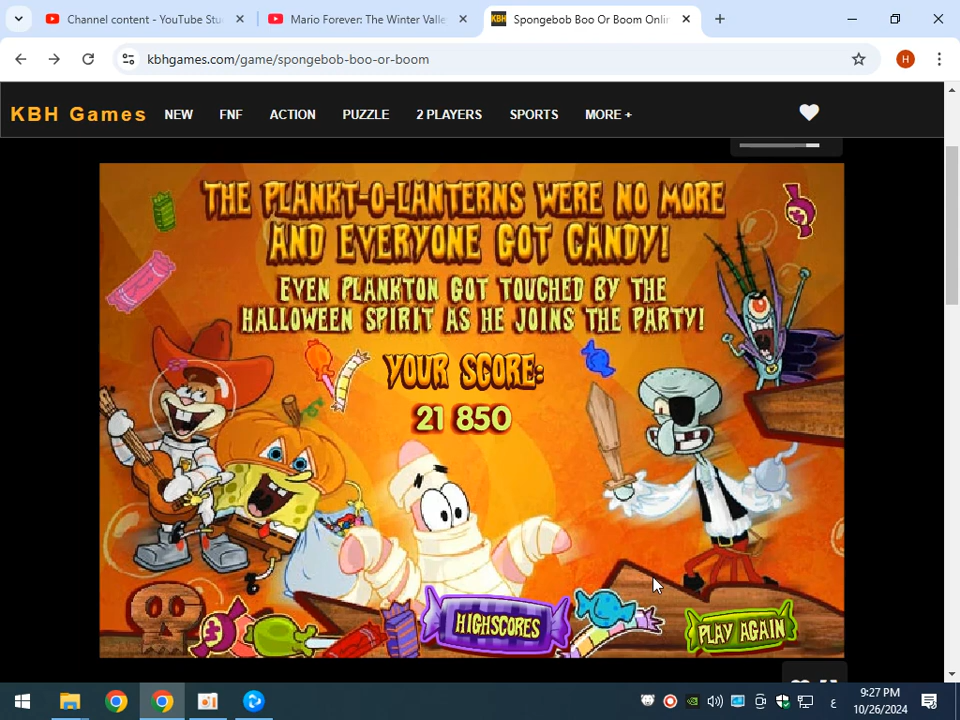 Channel content - YouTube Stu
Mario Forever: The Winter Valle
KBH
Spongebob Boo Or Boom Onlin
kbhgames.com/game/spongebob-boo-or-boom
H
KBH Games
NEW
FNF
ACTION
PUZZLE
2 PLAYERS
SPORTS
MORE +
THE PLANKT-O-LANTERNS WERE NO MORE
AND EVERYONE GOT CANDY!
EVEN PLANKTON GOT TOUCHED BY THE
HALLOWEEN SPIRIT AS HE JOINS THE PARTY!
YOUR SCORE:
21 850
HIGHSCORES
PLAY AGAIN
ع
9:27 PM
10/26/2024